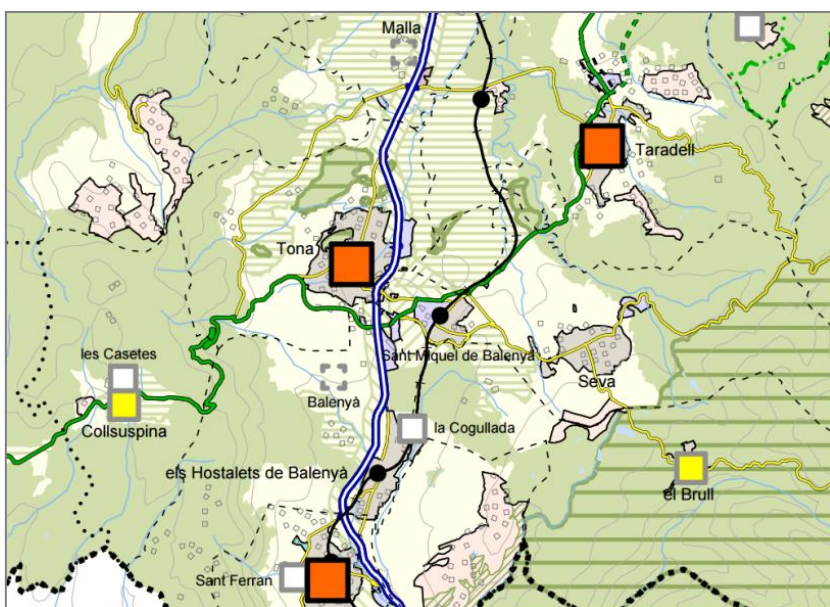 Malla
Taradell
Tona
Sant Miquel de Balenyà
les Casetes
Seva
Balenyà
Collsuspina
la Cogullada
els Hostalets de Balenyà
el Brull
Sant Ferran